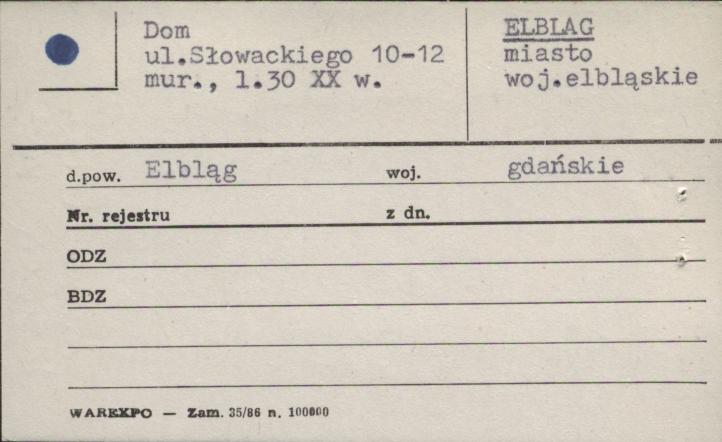 Dom
ul.Słowackiego 10-12
mur., l.30 XX w.
ELBLAG
miasto
woj.elbląskie
d.pow. Elbląg woj. gdańskie
Nr. rejestru z dn.
ODZ
BDZ
WAREXPO — Zam. 35/86 n. 100000